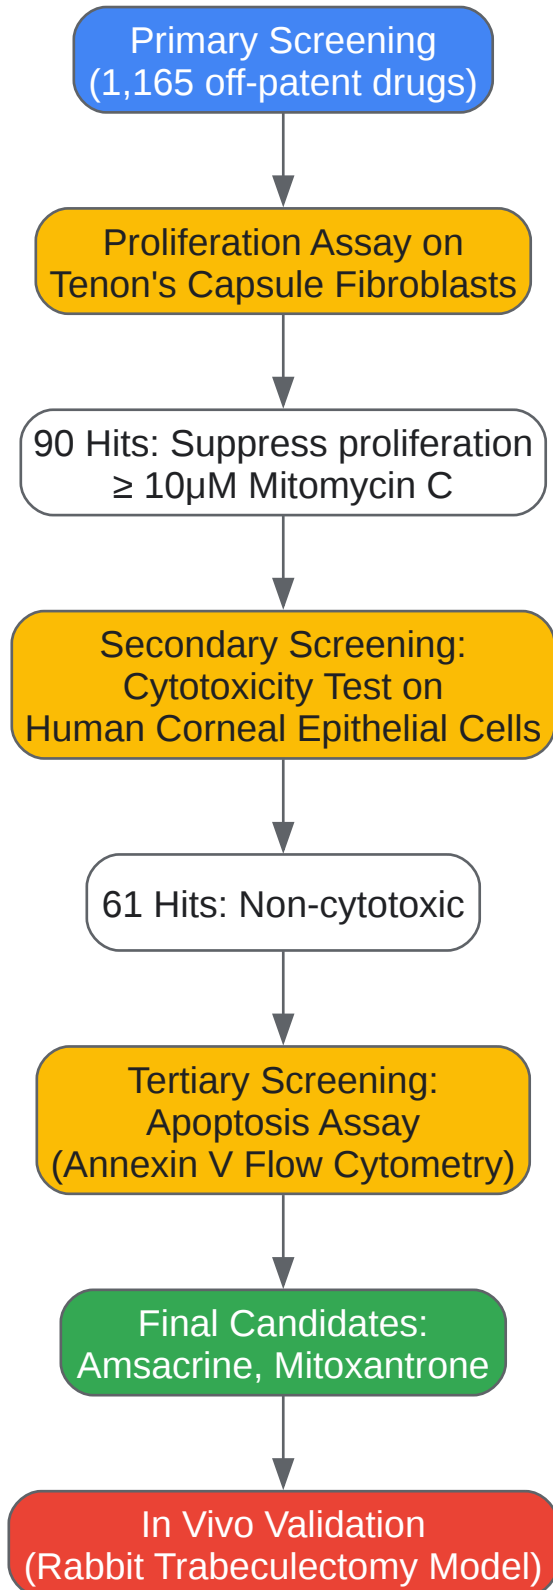 Primary Screening
(1,165 off-patent drugs)
Proliferation Assay on
Tenon's Capsule Fibroblasts
90 Hits: Suppress proliferation
≥ 10μM Mitomycin C
Secondary Screening:
Cytotoxicity Test on
Human Corneal Epithelial Cells
61 Hits: Non-cytotoxic
Tertiary Screening:
Apoptosis Assay
(Annexin V Flow Cytometry)
Final Candidates:
Amsacrine, Mitoxantrone
In Vivo Validation
(Rabbit Trabeculectomy Model)